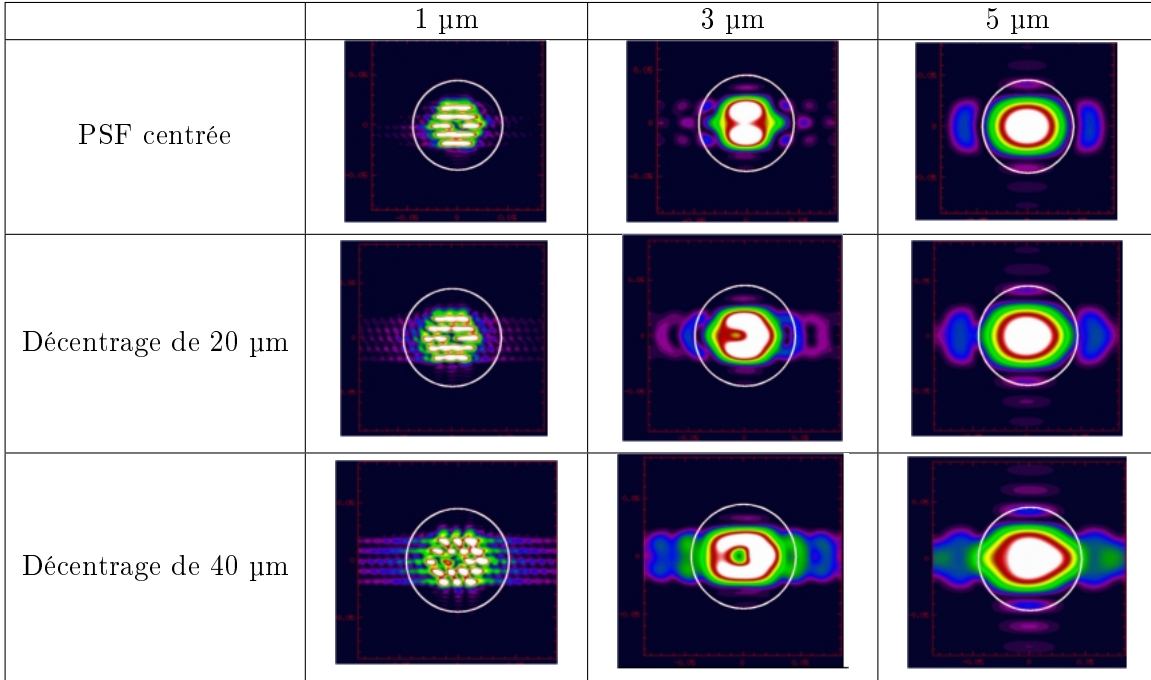 1 µm 3 µm 5 µm
PSF centrée
Décentrage de 20 µm
Décentrage de 40 µm